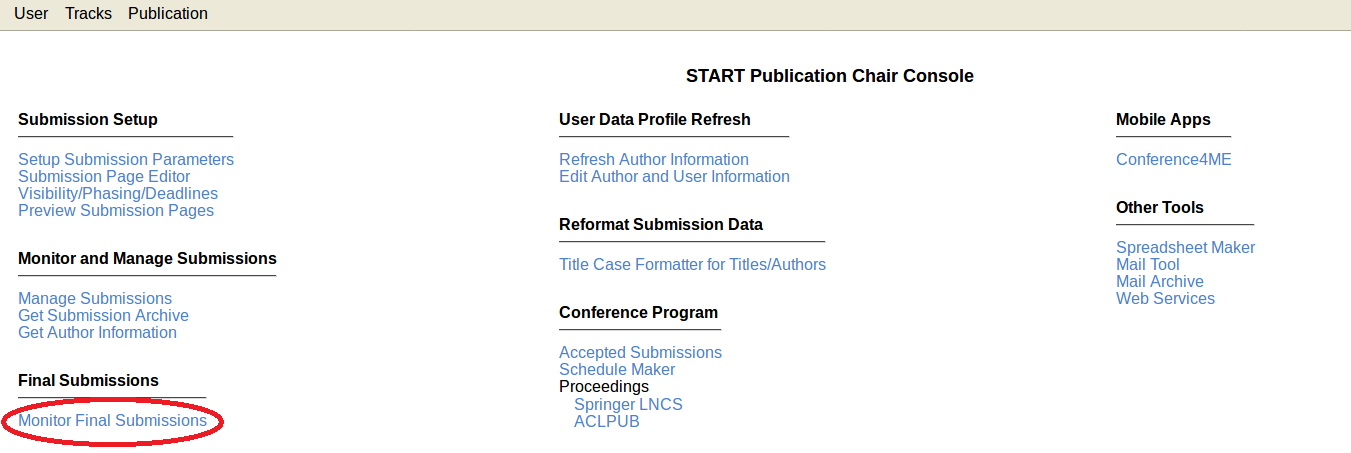 User Tracks Publication
START Publication Chair Console
Submission Setup
Setup Submission Parameters
Submission Page Editor
Visibility/Phasing/Deadlines
Preview Submission Pages
Monitor and Manage Submissions
Manage Submissions
Get Submission Archive
Get Author Information
Final Submissions
Monitor Final Submissions
User Data Profile Refresh
Refresh Author Information
Edit Author and User Information
Reformat Submission Data
Title Case Formatter for Titles/Authors
Conference Program
Accepted Submissions
Schedule Maker
Proceedings
Springer LNCS
ACLPUB
Mobile Apps
Conference4ME
Other Tools
Spreadsheet Maker
Mail Tool
Mail Archive
Web Services